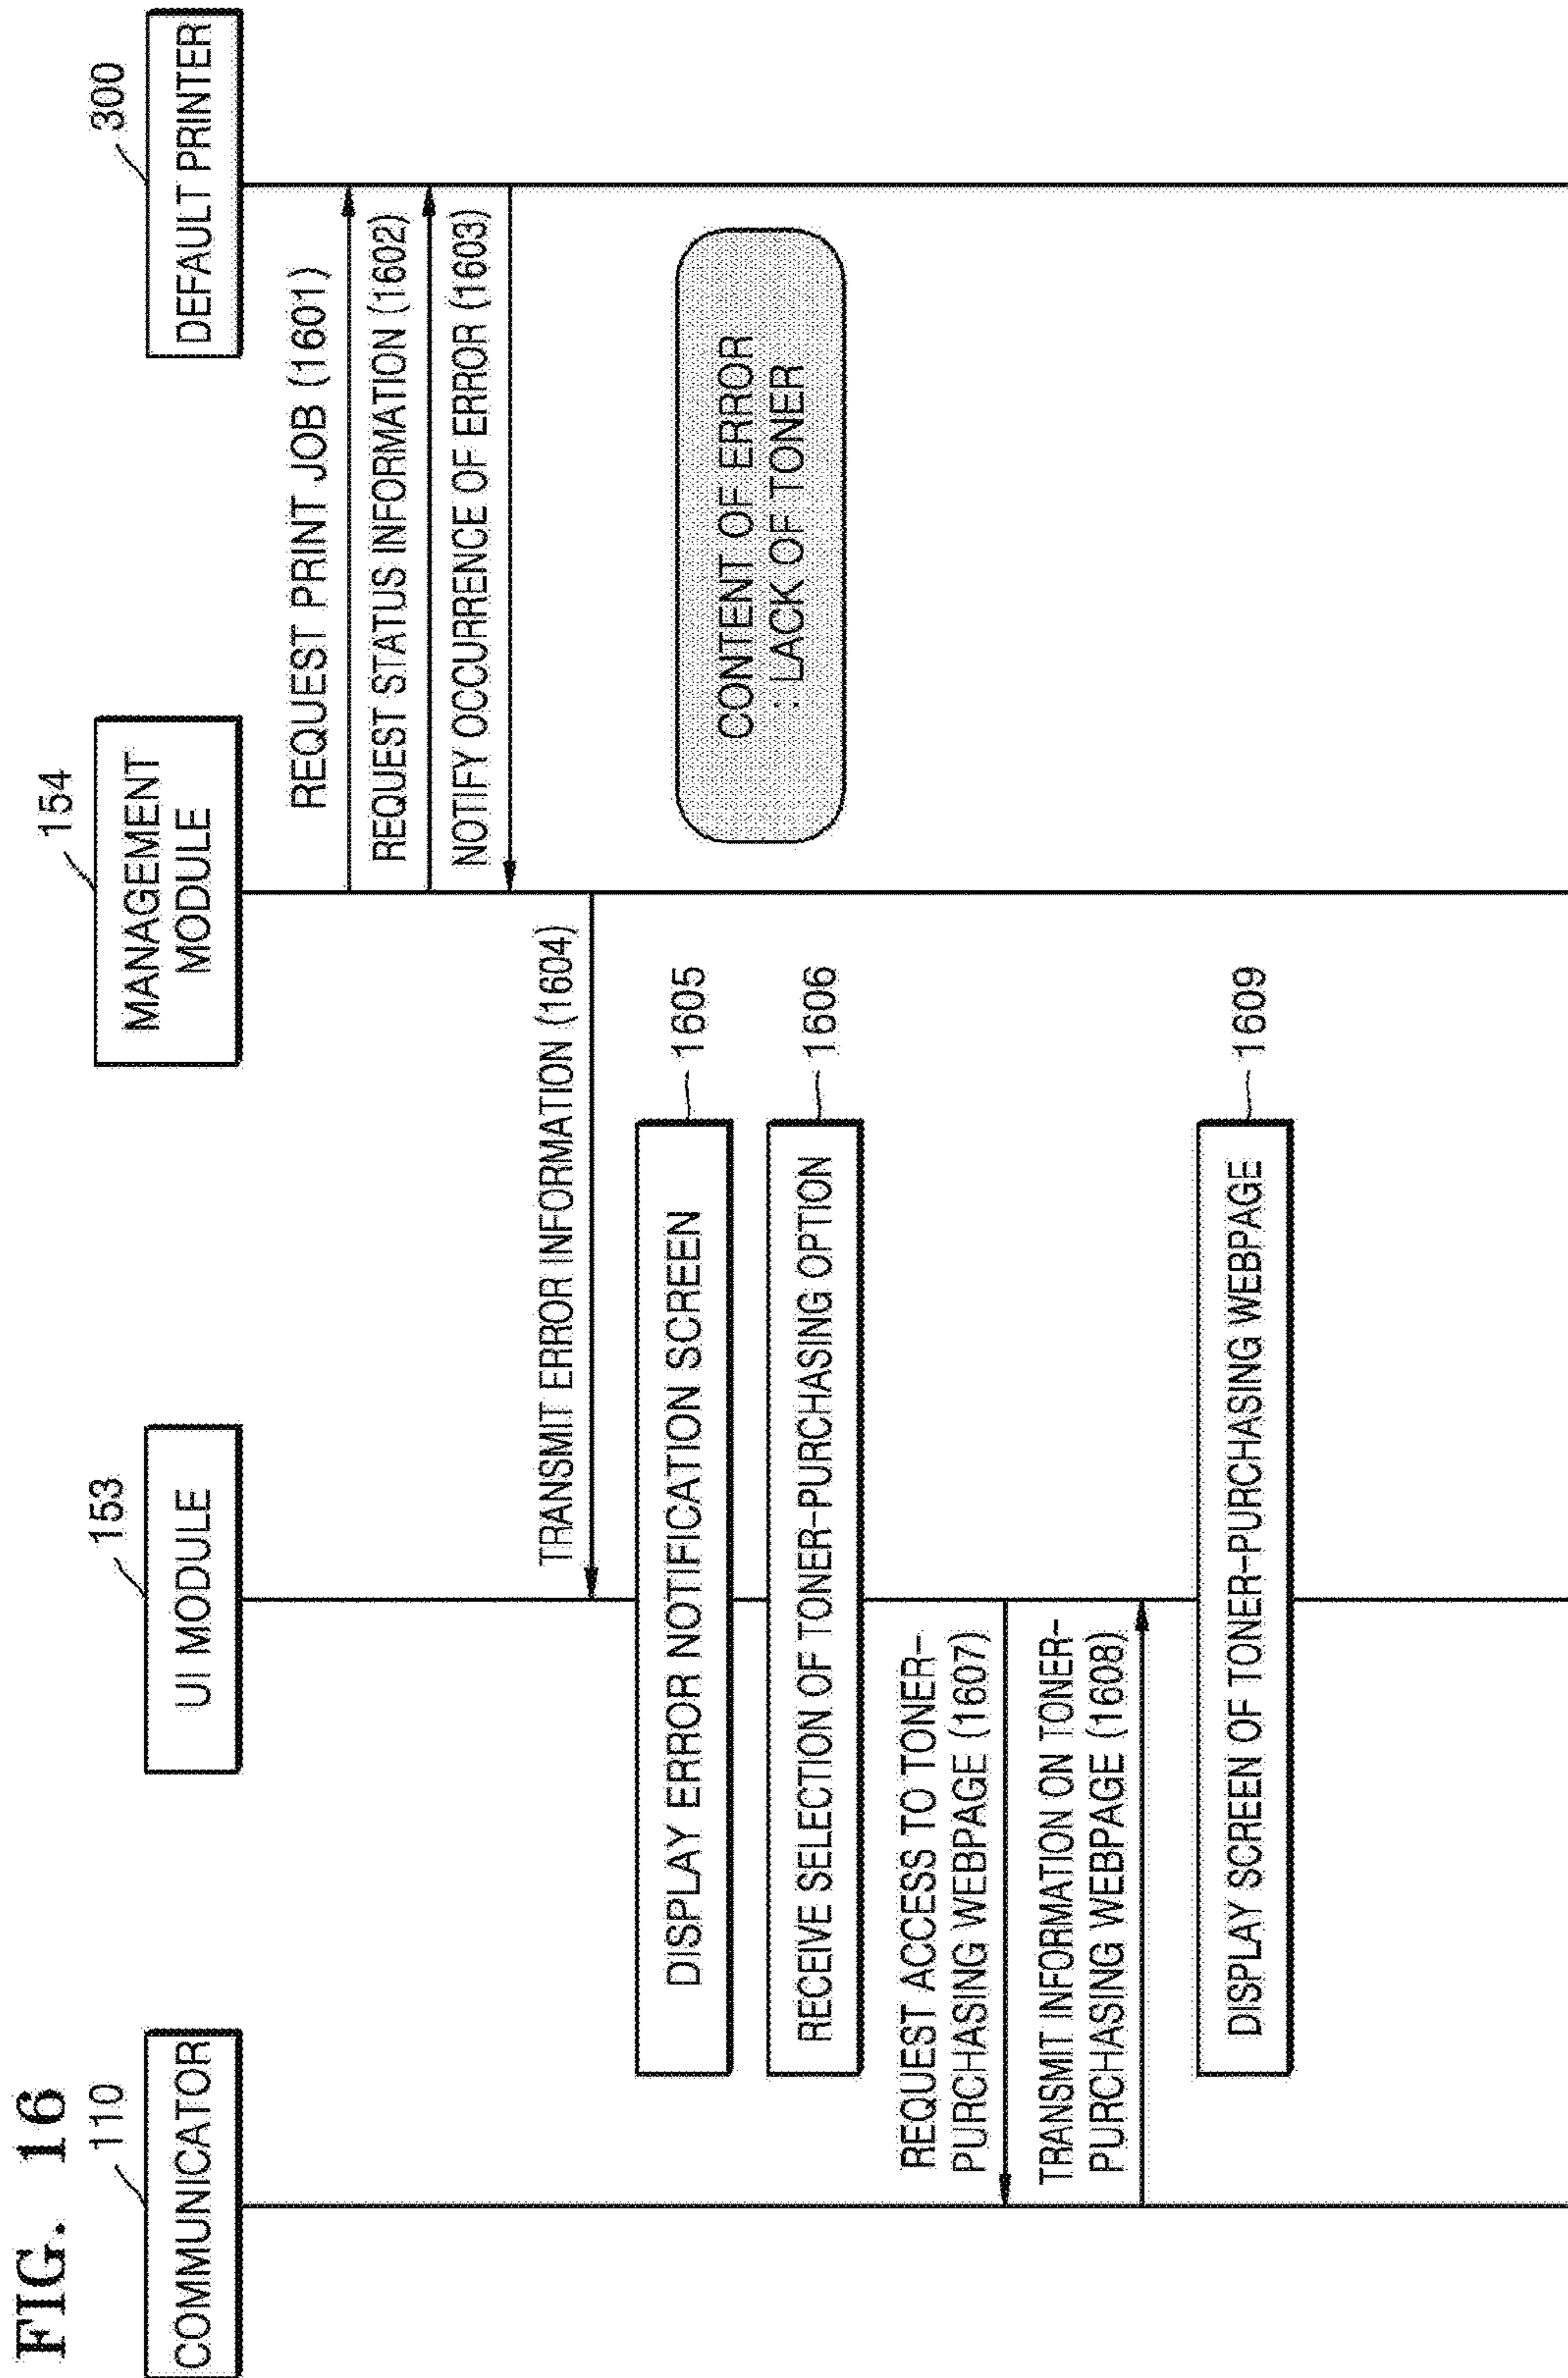 FIG. 16
110
153
154
300
COMMUNICATOR
UI MODULE
MANAGEMENT
MODULE
DEFAULT PRINTER
REQUEST PRINT JOB (1601)
REQUEST STATUS INFORMATION (1602)
NOTIFY OCCURRENCE OF ERROR (1603)
TRANSMIT ERROR INFORMATION (1604)
DISPLAY ERROR NOTIFICATION SCREEN
1605
CONTENT OF ERROR
: LACK OF TONER
RECEIVE SELECTION OF TONER-PURCHASING OPTION
1606
REQUEST ACCESS TO TONER-
PURCHASING WEBPAGE (1607)
TRANSMIT INFORMATION ON TONER-
PURCHASING WEBPAGE (1608)
DISPLAY SCREEN OF TONER-PURCHASING WEBPAGE
1609